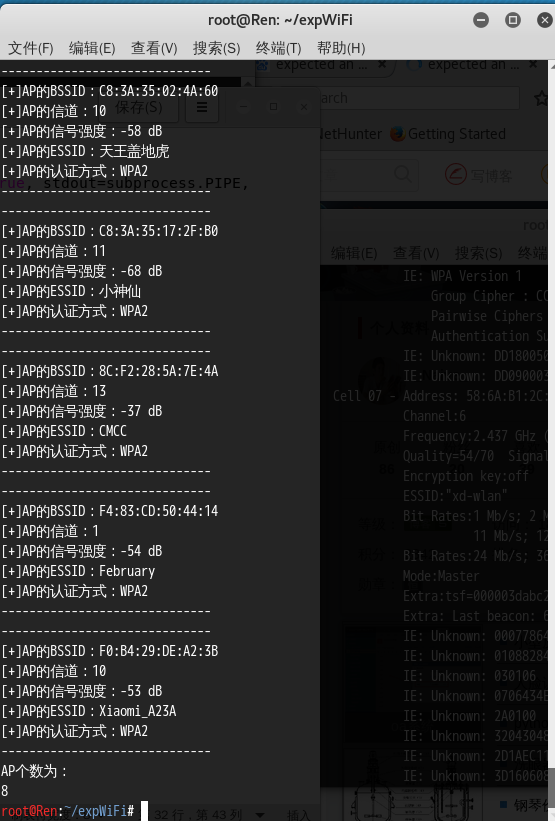 root@Ren: ~/expWiFi
文件(F) 编辑(E) 查看(V) 搜索(S) 终端(T) 帮助(H)
------------------------------
[+]AP的BSSID：C8:3A:35:02:4A:60
[+]AP的信道：10
[+]AP的信号强度：-58 dB
[+]AP的ESSID：天王盖地虎
[+]AP的认证方式：WPA2
------------------------------
------------------------------
[+]AP的BSSID：C8:3A:35:17:2F:B0
[+]AP的信道：11
[+]AP的信号强度：-68 dB
[+]AP的ESSID：小神仙
[+]AP的认证方式：WPA2
------------------------------
------------------------------
[+]AP的BSSID：8C:F2:28:5A:7E:4A
[+]AP的信道：13
[+]AP的信号强度：-37 dB
[+]AP的ESSID：CMCC
[+]AP的认证方式：WPA2
------------------------------
------------------------------
[+]AP的BSSID：F4:83:CD:50:44:14
[+]AP的信道：1
[+]AP的信号强度：-54 dB
[+]AP的ESSID：February
[+]AP的认证方式：WPA2
------------------------------
------------------------------
[+]AP的BSSID：F0:B4:29:DE:A2:3B
[+]AP的信道：10
[+]AP的信号强度：-53 dB
[+]AP的ESSID：Xiaomi_A23A
[+]AP的认证方式：WPA2
------------------------------
AP个数为：
8
root@Ren:~/expWiFi#
expected an
expected an
保存(S)
arch
NetHunter
Getting Started
rue, stdout=subprocess.PIPE,
写博客
root
编辑(E) 查看(V) 搜索(S) 终端
IE: WPA Version 1
Group Cipher : CC
Pairwise Ciphers
Authentication Su
IE: Unknown: DD180050
IE: Unknown: DD090003
Cell 07 - Address: 58:6A:B1:2C:
Channel:6
Frequency:2.437 GHz (
Quality=54/70 Signal
Encryption key:off
ESSID:"xd-wlan"
Bit Rates:1 Mb/s; 2 M
11 Mb/s; 12
Bit Rates:24 Mb/s; 36
Mode:Master
Extra:tsf=000003dabc2
Extra: Last beacon: 6
IE: Unknown: 00077864
IE: Unknown: 01088284
IE: Unknown: 030106
IE: Unknown: 0706434E
IE: Unknown: 2A0100
IE: Unknown: 32043048
IE: Unknown: 2D1AEC11
IE: Unknown: 3D160608
32 行，第 43 列 插入
钢琴